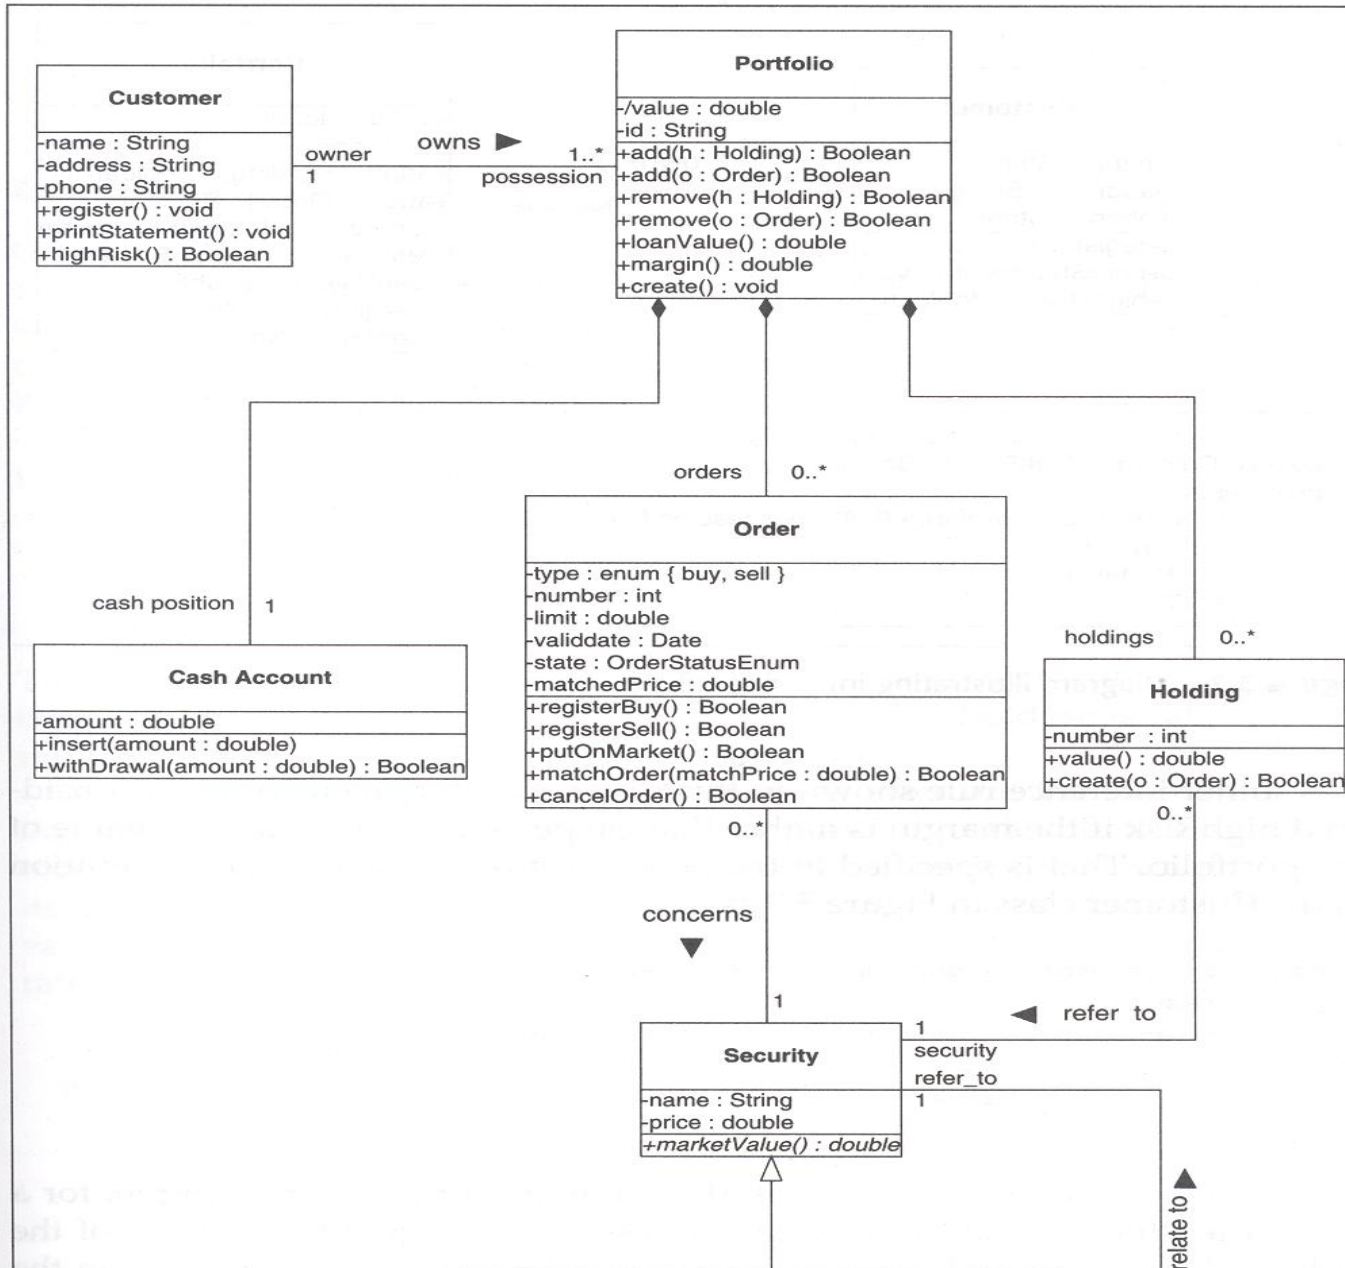 Portfolio
-/value : double
-id : String
+add(h : Holding) : Boolean
+add(o : Order) : Boolean
+remove(h : Holding) : Boolean
+remove(o : Order) : Boolean
+loanValue() : double
+margin() : double
+create() : void
Customer
-name : String
-address : String
-phone : String
+register() : void
+printStatement() : void
+highRisk() : Boolean
owner
1
owns ►
1..*
possession
orders 0..*
Order
-type : enum { buy, sell }
-number : int
-limit : double
-validdate : Date
-state : OrderStatusEnum
-matchedPrice : double
+registerBuy() : Boolean
+registerSell() : Boolean
+putOnMarket() : Boolean
+matchOrder(matchPrice : double) : Boolean
+cancelOrder() : Boolean
0..*
cash position 1
Cash Account
-amount : double
+insert(amount : double)
+withDrawal(amount : double) : Boolean
holdings 0..*
Holding
-number : int
+value() : double
+create(o : Order) : Boolean
0..*
concerns
▼
1
◄ refer to
1
security
refer_to
1
Security
-name : String
-price : double
+marketValue() : double
relate to ►